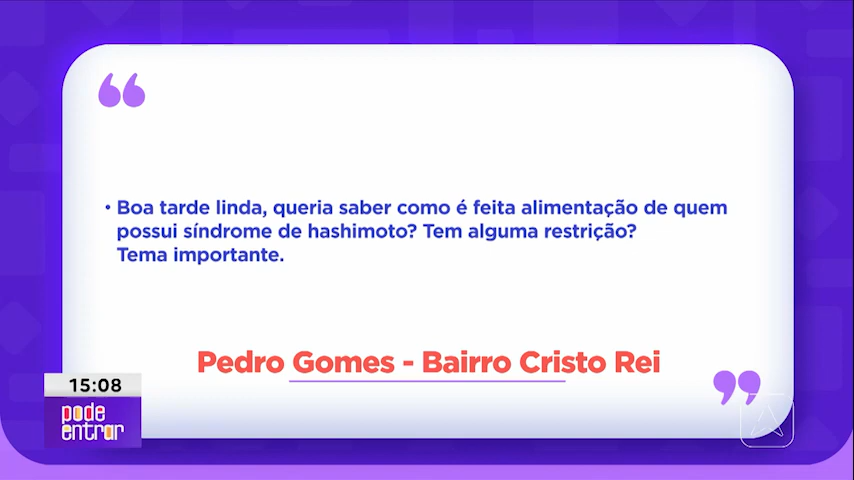 “
• Boa tarde linda, queria saber como é feita alimentação de quem
possui síndrome de hashimoto? Tem alguma restrição?
Tema importante.
Pedro Gomes - Bairro Cristo Rei
”
15:08
pode
entrar